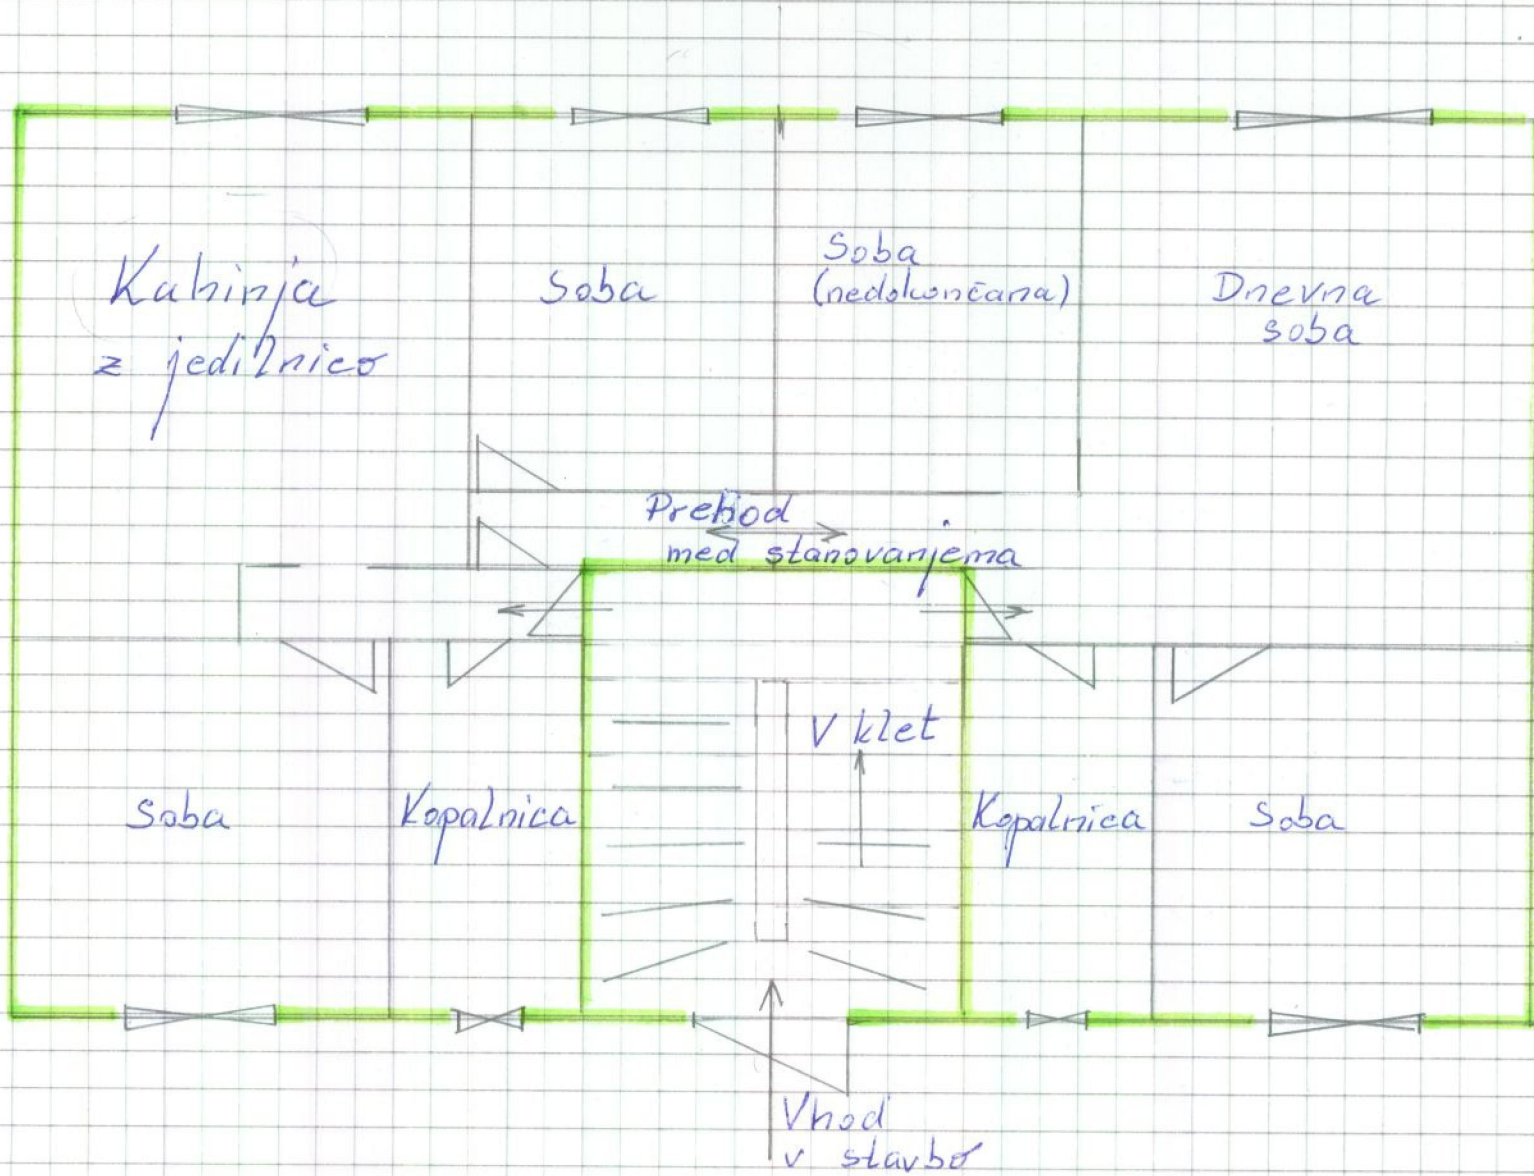 Kuhinja
z jedilnico
Soba
Soba
(nedokončana)
Dnevna
soba
Prehod
med stanovanjema
V klet
Soba
Kopalnica
Kopalnica
Soba
Vhod
v stavbo